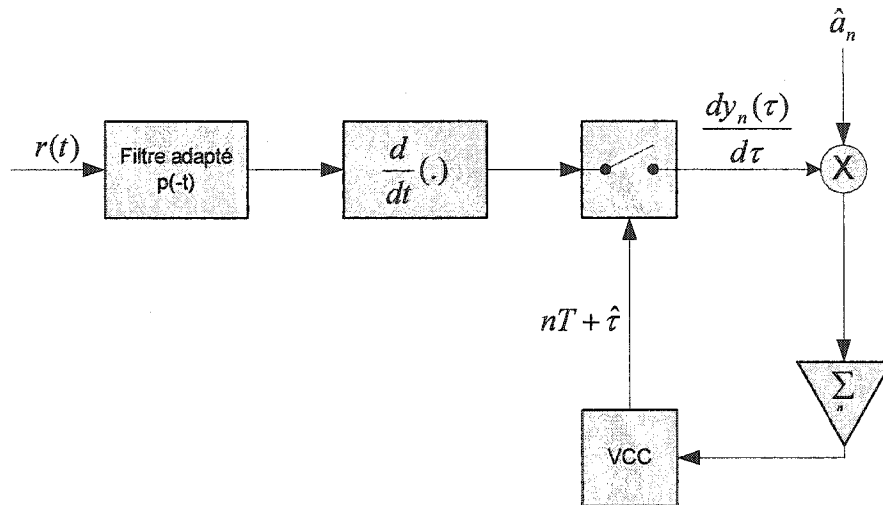 â_n
r(t)
Filtre adapté
p(-t)
d/dt (.)
dy_n(τ)/dτ
X
nT + τ̂
Σ_n
VCC